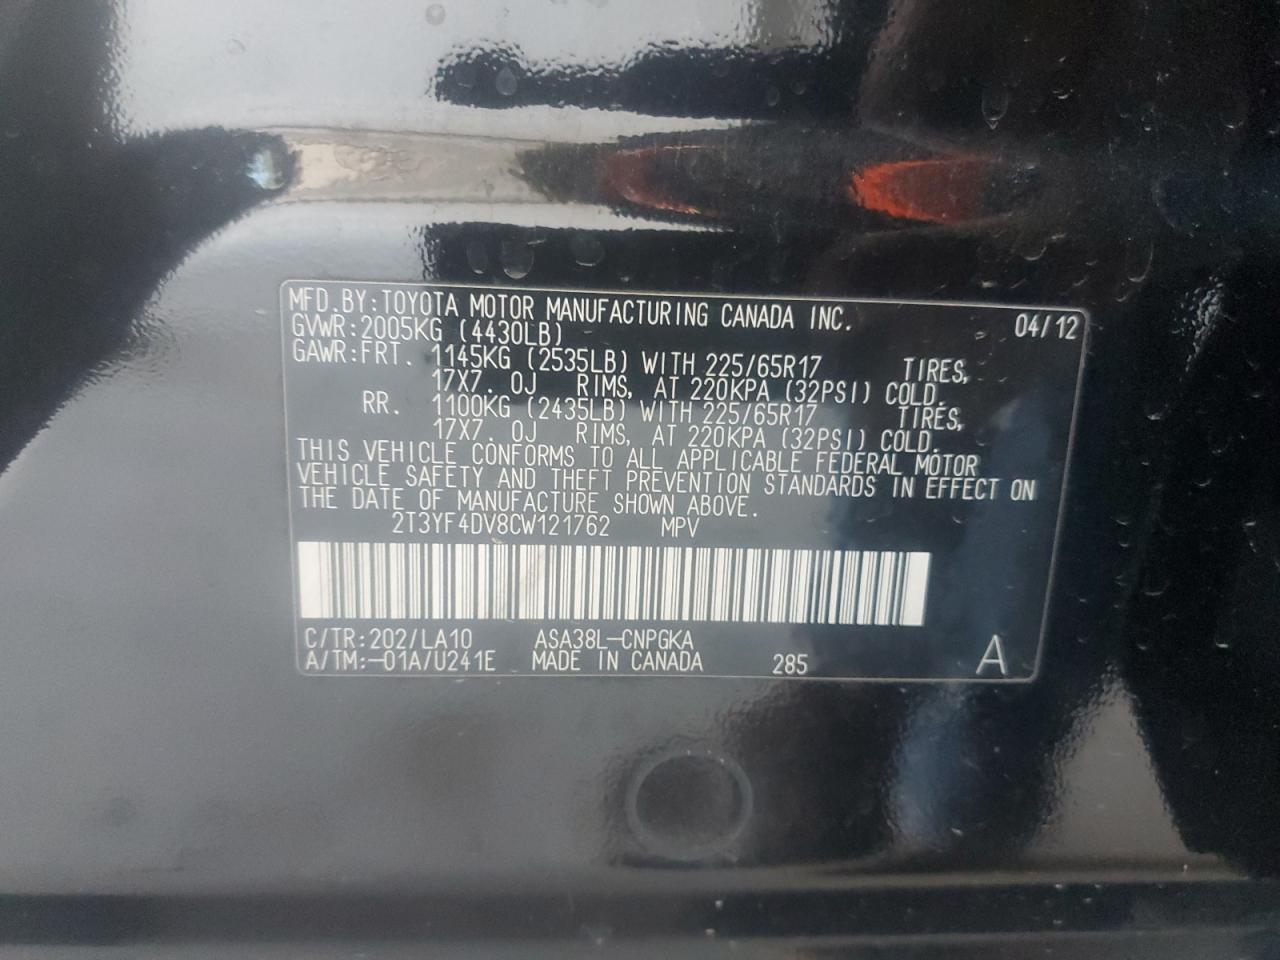 MFD.BY:TOYOTA MOTOR MANUFACTURING CANADA INC. 04/12
GVWR:2005KG (4430LB)
GAWR:FRT. 1145KG (2535LB) WITH 225/65R17 TIRES,
17X7.0J RIMS, AT 220KPA (32PSI) COLD.
RR. 1100KG (2435LB) WITH 225/65R17 TIRES,
17X7.0J RIMS, AT 220KPA (32PSI) COLD.
THIS VEHICLE CONFORMS TO ALL APPLICABLE FEDERAL MOTOR
VEHICLE SAFETY AND THEFT PREVENTION STANDARDS IN EFFECT ON
THE DATE OF MANUFACTURE SHOWN ABOVE.
2T3YF4DV8CW121762 MPV
C/TR:202/LA10 ASA38L-CNPGKA
A/TM:-01A/U241E MADE IN CANADA 285 A